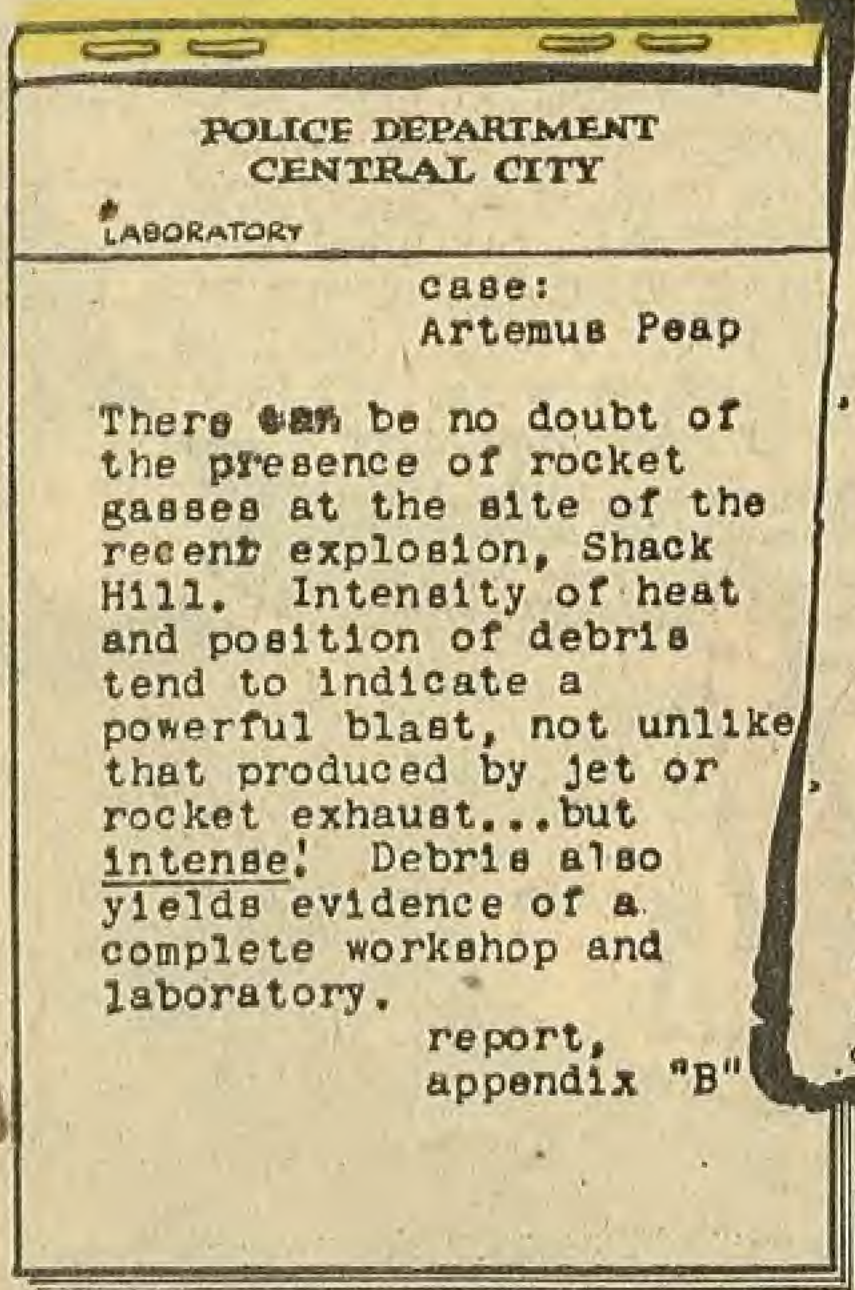 POLICE DEPARTMENT
CENTRAL CITY
LABORATORY
case:
Artemus Peap
There can be no doubt of
the presence of rocket
gasses at the site of the
recent explosion, Shack
Hill. Intensity of heat
and position of debris
tend to indicate a
powerful blast, not unlike
that produced by jet or
rocket exhaust...but
intense! Debris also
yields evidence of a
complete workshop and
laboratory.
report,
appendix "B"